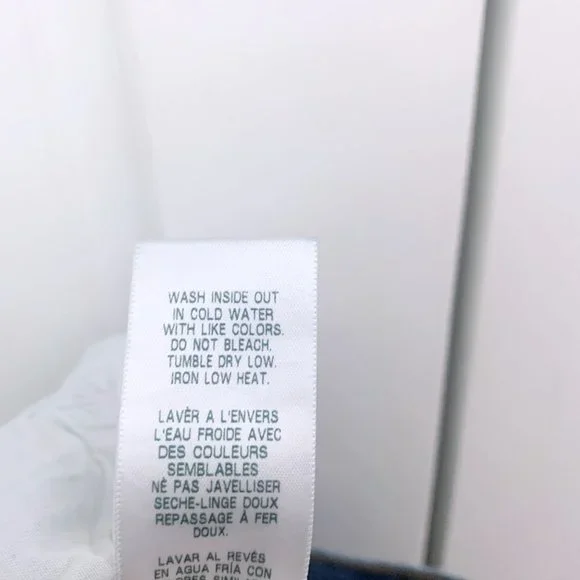 WASH INSIDE OUT
IN COLD WATER
WITH LIKE COLORS.
DO NOT BLEACH.
TUMBLE DRY LOW.
IRON LOW HEAT.
LAVÈR A L'ENVERS
L'EAU FROIDE AVEC
DES COULEURS
SEMBLABLES
NÈ PAS JAVELLISER
SECHE-LINGE DOUX
REPASSAGE À FER
DOUX.
LAVAR AL REVÉS
EN AGUA FRÍA CON